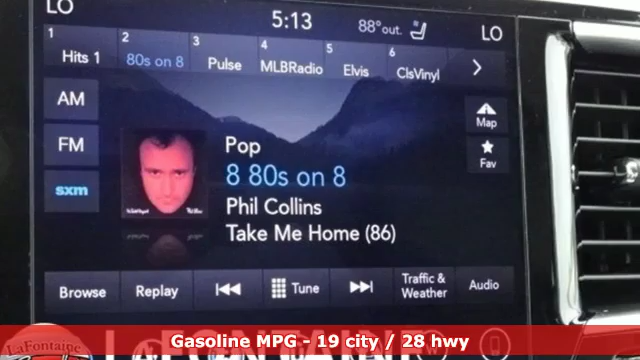 LO
5:13
88° out.
LO
1
Hits 1
2
80s on 8
3
Pulse
4
MLBRadio
5
Elvis
6
ClsVinyl
AM
FM
sxm
Map
Fav
Pop
8 80s on 8
Phil Collins
Take Me Home (86)
Browse
Replay
Tune
Traffic &
Weather
Audio
Gasoline MPG - 19 city / 28 hwy
LaFontaine